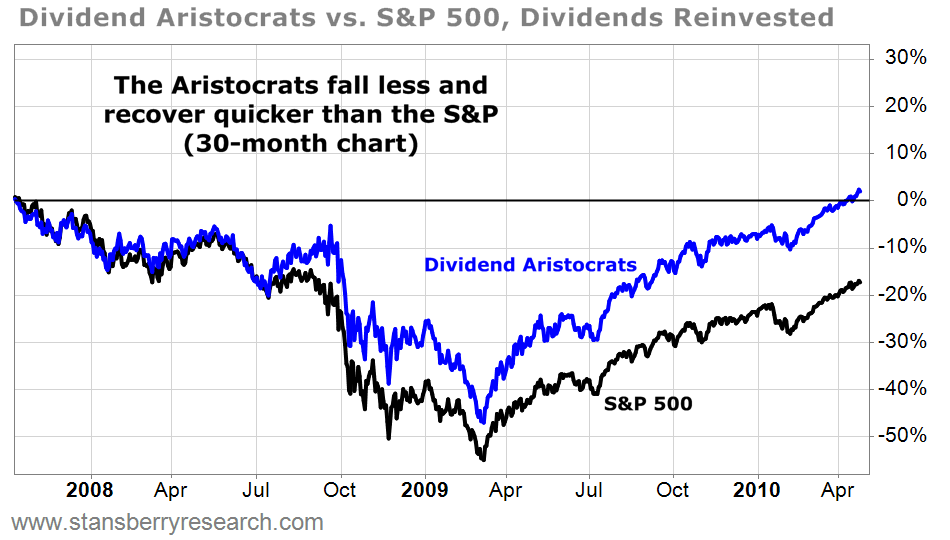 Dividend Aristocrats vs. S&P 500, Dividends Reinvested
The Aristocrats fall less and
recover quicker than the S&P
(30-month chart)
30%
20%
10%
0%
-10%
-20%
-30%
-40%
-50%
Dividend Aristocrats
S&P 500
2008 Apr Jul Oct 2009 Apr Jul Oct 2010 Apr
www.stansberryresearch.com